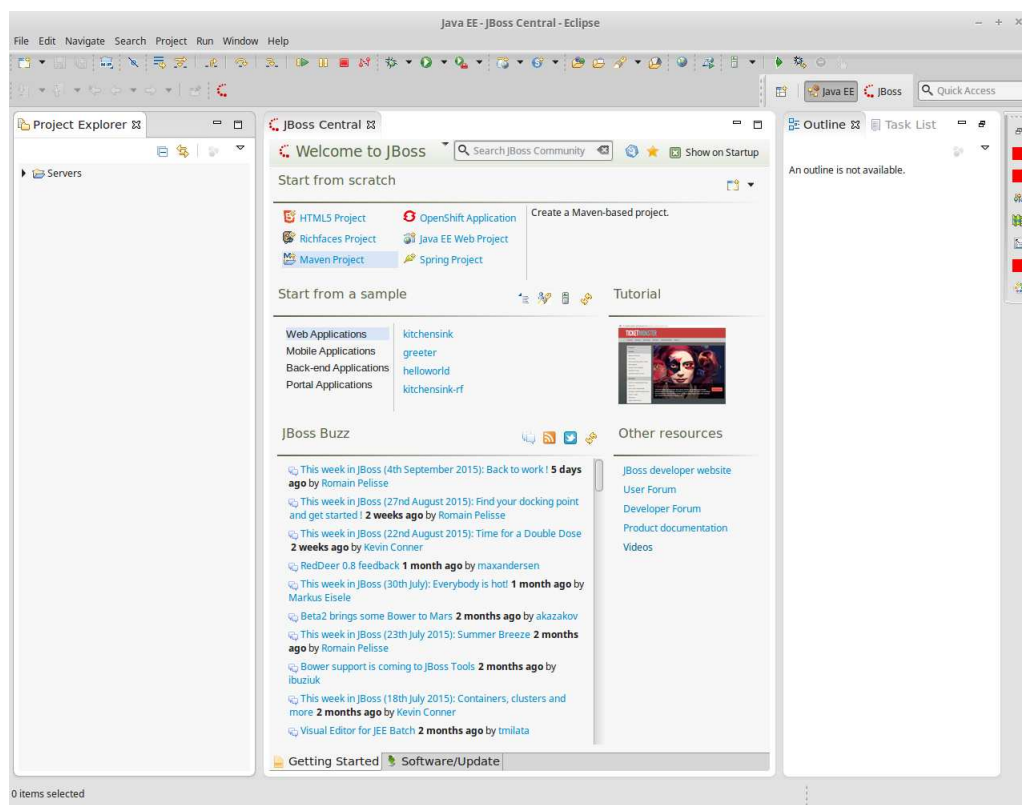 Java EE - JBoss Central - Eclipse
File Edit Navigate Search Project Run Window Help
Java EE JBoss Quick Access
Project Explorer
Servers
JBoss Central
Welcome to JBoss Search JBoss Community Show on Startup
Start from scratch
HTML5 Project OpenShift Application
Richfaces Project Java EE Web Project
Maven Project Spring Project
Create a Maven-based project.
Start from a sample
Web Applications
Mobile Applications
Back-end Applications
Portal Applications
kitchensink
greeter
helloworld
kitchensink-rf
Tutorial
JBoss Buzz
This week in JBoss (4th September 2015): Back to work ! 5 days
ago by Romain Pelisse
This week in JBoss (27nd August 2015): Find your docking point
and get started ! 2 weeks ago by Romain Pelisse
This week in JBoss (22nd August 2015): Time for a Double Dose
2 weeks ago by Kevin Conner
RedDeer 0.8 feedback 1 month ago by maxandersen
This week in JBoss (30th July): Everybody is hot! 1 month ago by
Markus Eisele
Beta2 brings some Bower to Mars 2 months ago by akazakov
This week in JBoss (23th July 2015): Summer Breeze 2 months
ago by Romain Pelisse
Bower support is coming to JBoss Tools 2 months ago by
ibuziuk
This week in JBoss (18th July 2015): Containers, clusters and
more 2 months ago by Kevin Conner
Visual Editor for JEE Batch 2 months ago by tmilata
Other resources
JBoss developer website
User Forum
Developer Forum
Product documentation
Videos
Getting Started Software/Update
Outline Task List
An outline is not available.
0 items selected